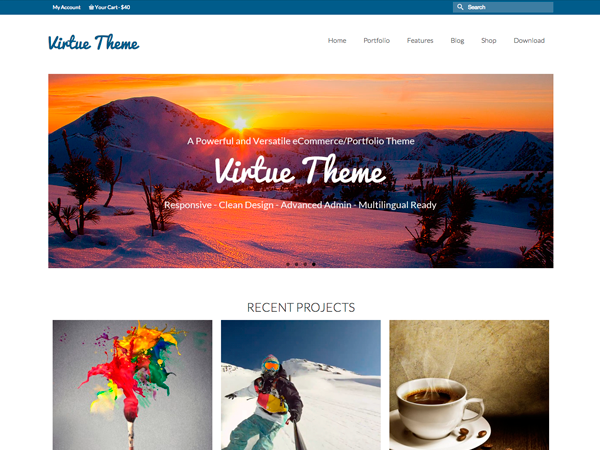 My Account Your Cart - $40 Search
Virtue Theme
Home Portfolio Features Blog Shop Download
A Powerful and Versatile eCommerce/Portfolio Theme
Virtue Theme
Responsive - Clean Design - Advanced Admin - Multilingual Ready
RECENT PROJECTS